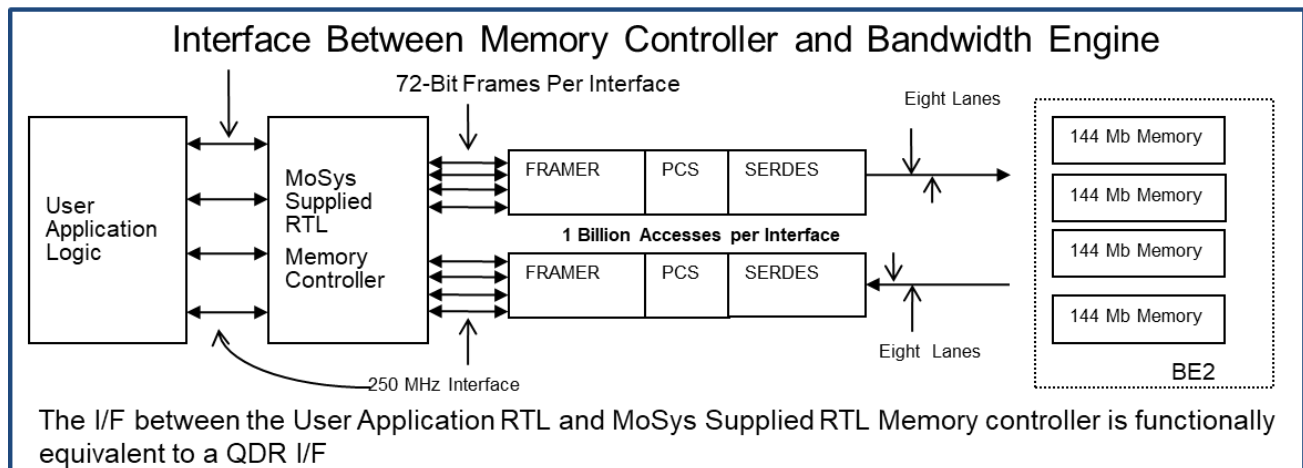 Interface Between Memory Controller and Bandwidth Engine
72-Bit Frames Per Interface
Eight Lanes
User
Application
Logic
MoSys
Supplied
RTL
Memory
Controller
FRAMER PCS SERDES
1 Billion Accesses per Interface
FRAMER PCS SERDES
144 Mb Memory
144 Mb Memory
144 Mb Memory
144 Mb Memory
Eight Lanes
BE2
250 MHz Interface
The I/F between the User Application RTL and MoSys Supplied RTL Memory controller is functionally
equivalent to a QDR I/F